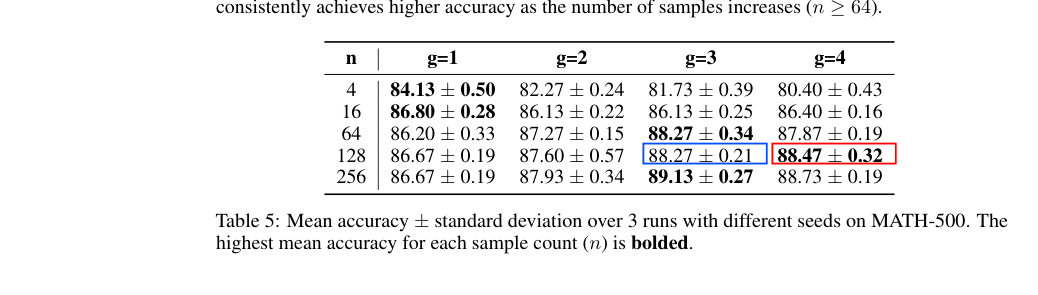 consistently achieves higher accuracy as the number of samples increases (n ≥ 64).
n g=1 g=2 g=3 g=4
4 84.13 ± 0.50 82.27 ± 0.24 81.73 ± 0.39 80.40 ± 0.43
16 86.80 ± 0.28 86.13 ± 0.22 86.13 ± 0.25 86.40 ± 0.16
64 86.20 ± 0.33 87.27 ± 0.15 88.27 ± 0.34 87.87 ± 0.19
128 86.67 ± 0.19 87.60 ± 0.57 88.27 ± 0.21 88.47 ± 0.32
256 86.67 ± 0.19 87.93 ± 0.34 89.13 ± 0.27 88.73 ± 0.19
Table 5: Mean accuracy ± standard deviation over 3 runs with different seeds on MATH-500. The
highest mean accuracy for each sample count (n) is bolded.